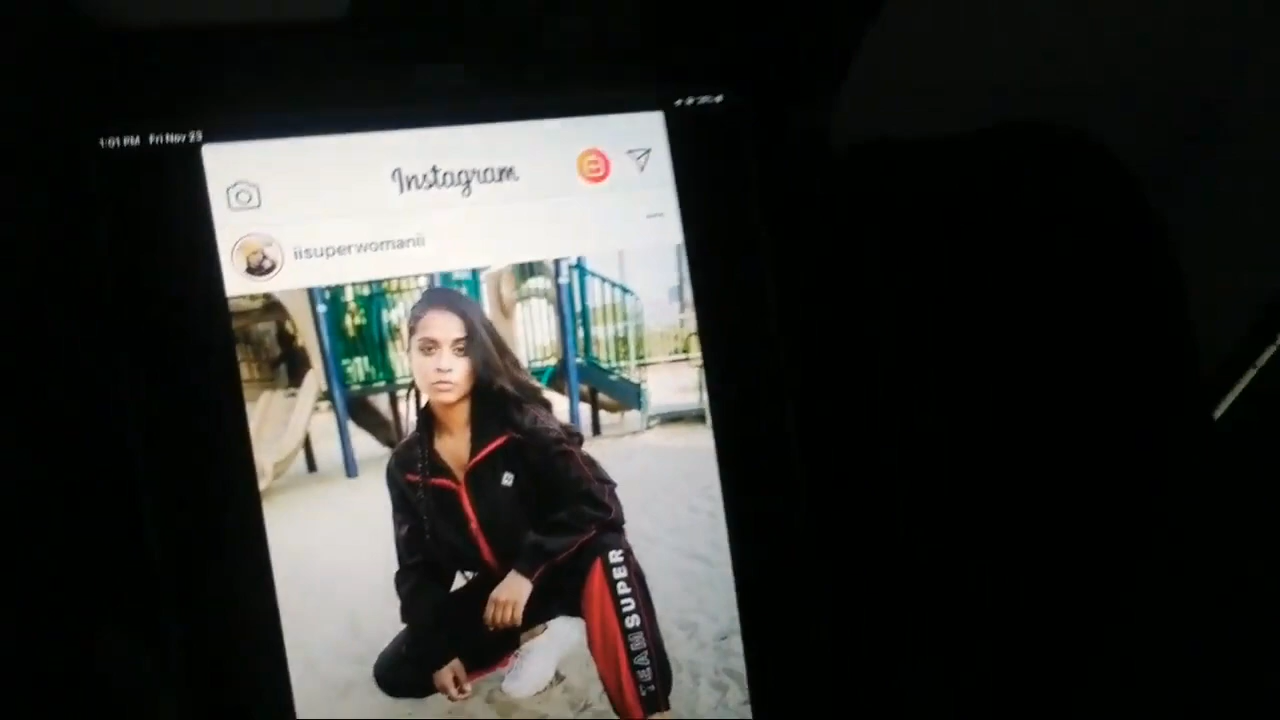 1:01 PM Fri Nov 23
Instagram
iisuperwomanii
TEAM SUPER